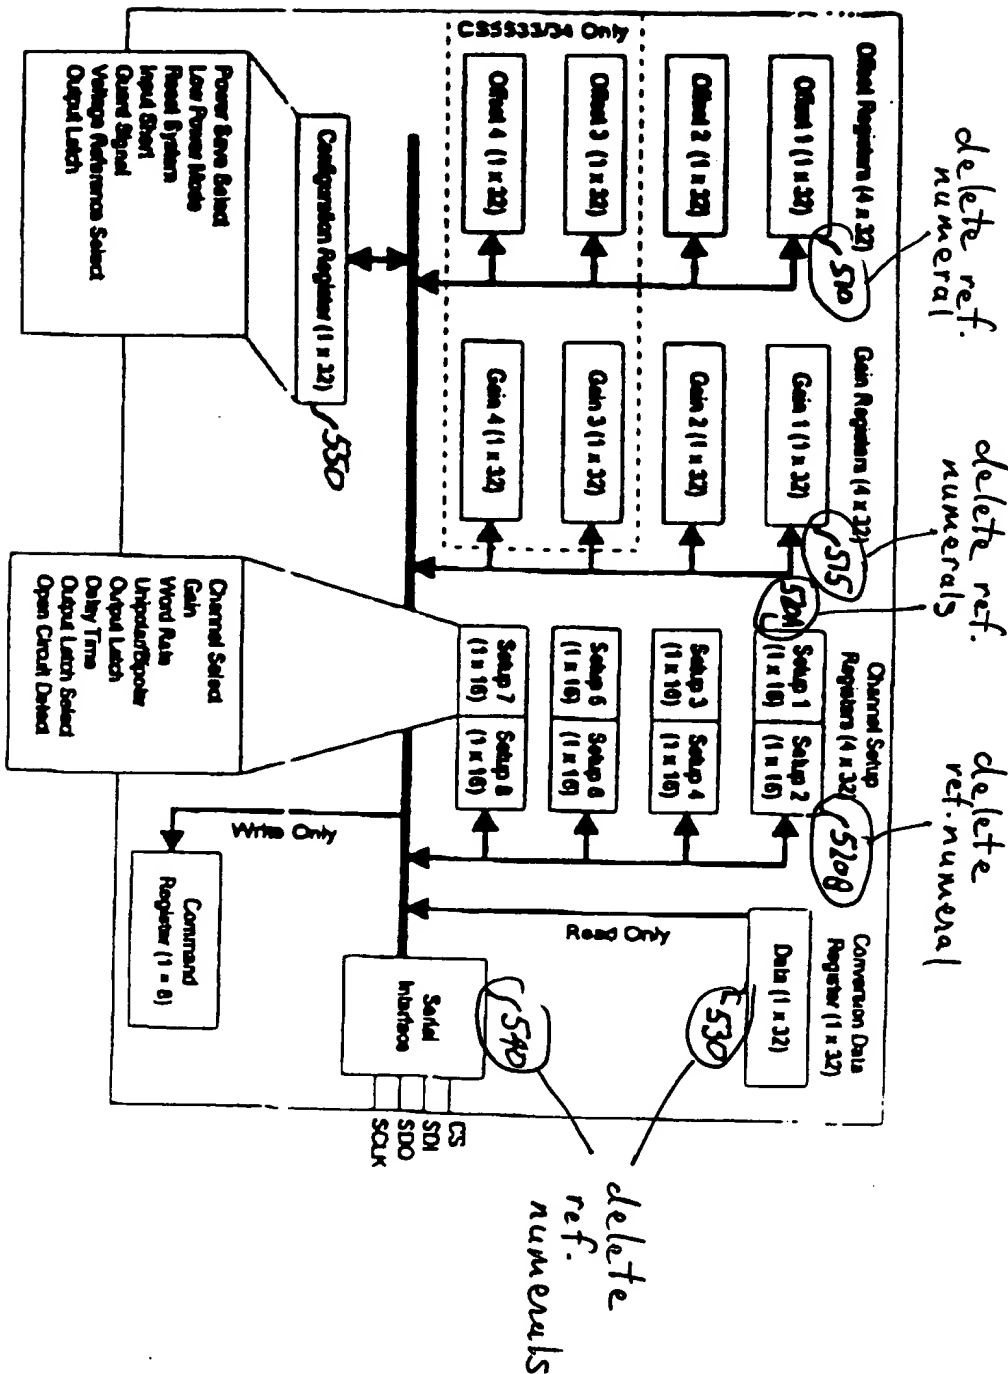 Offset Registers (4 x 32)
Offset 1 (1 x 32)
Offset 2 (1 x 32)
Offset 3 (1 x 32)
Offset 4 (1 x 32)
CS5533/34 Only
510
delete ref.
numeral
Gain Registers (4 x 32)
Gain 1 (1 x 32)
Gain 2 (1 x 32)
Gain 3 (1 x 32)
Gain 4 (1 x 32)
515
520A
delete ref.
numerals
Channel Setup
Registers (4 x 32)
Setup 1
(1 x 16)
Setup 2
(1 x 16)
Setup 3
(1 x 16)
Setup 4
(1 x 16)
Setup 5
(1 x 16)
Setup 6
(1 x 16)
Setup 7
(1 x 16)
Setup 8
(1 x 16)
520B
delete
ref. numeral
Conversion Data
Register (1 x 32)
Data (1 x 32)
530
Read Only
Serial
Interface
540
delete
ref.
numerals
CS
SDI
SDO
SCLK
Write Only
Command
Register (1 x 8)
Configuration Register (1 x 32)
550
Power Save Select
Low Power Mode
Reset System
Input Short
Guard Signal
Voltage Reference Select
Output Latch
Channel Select
Gain
Word Rate
Unipolar/Bipolar
Output Latch
Delay Time
Output Latch Select
Open Circuit Detect